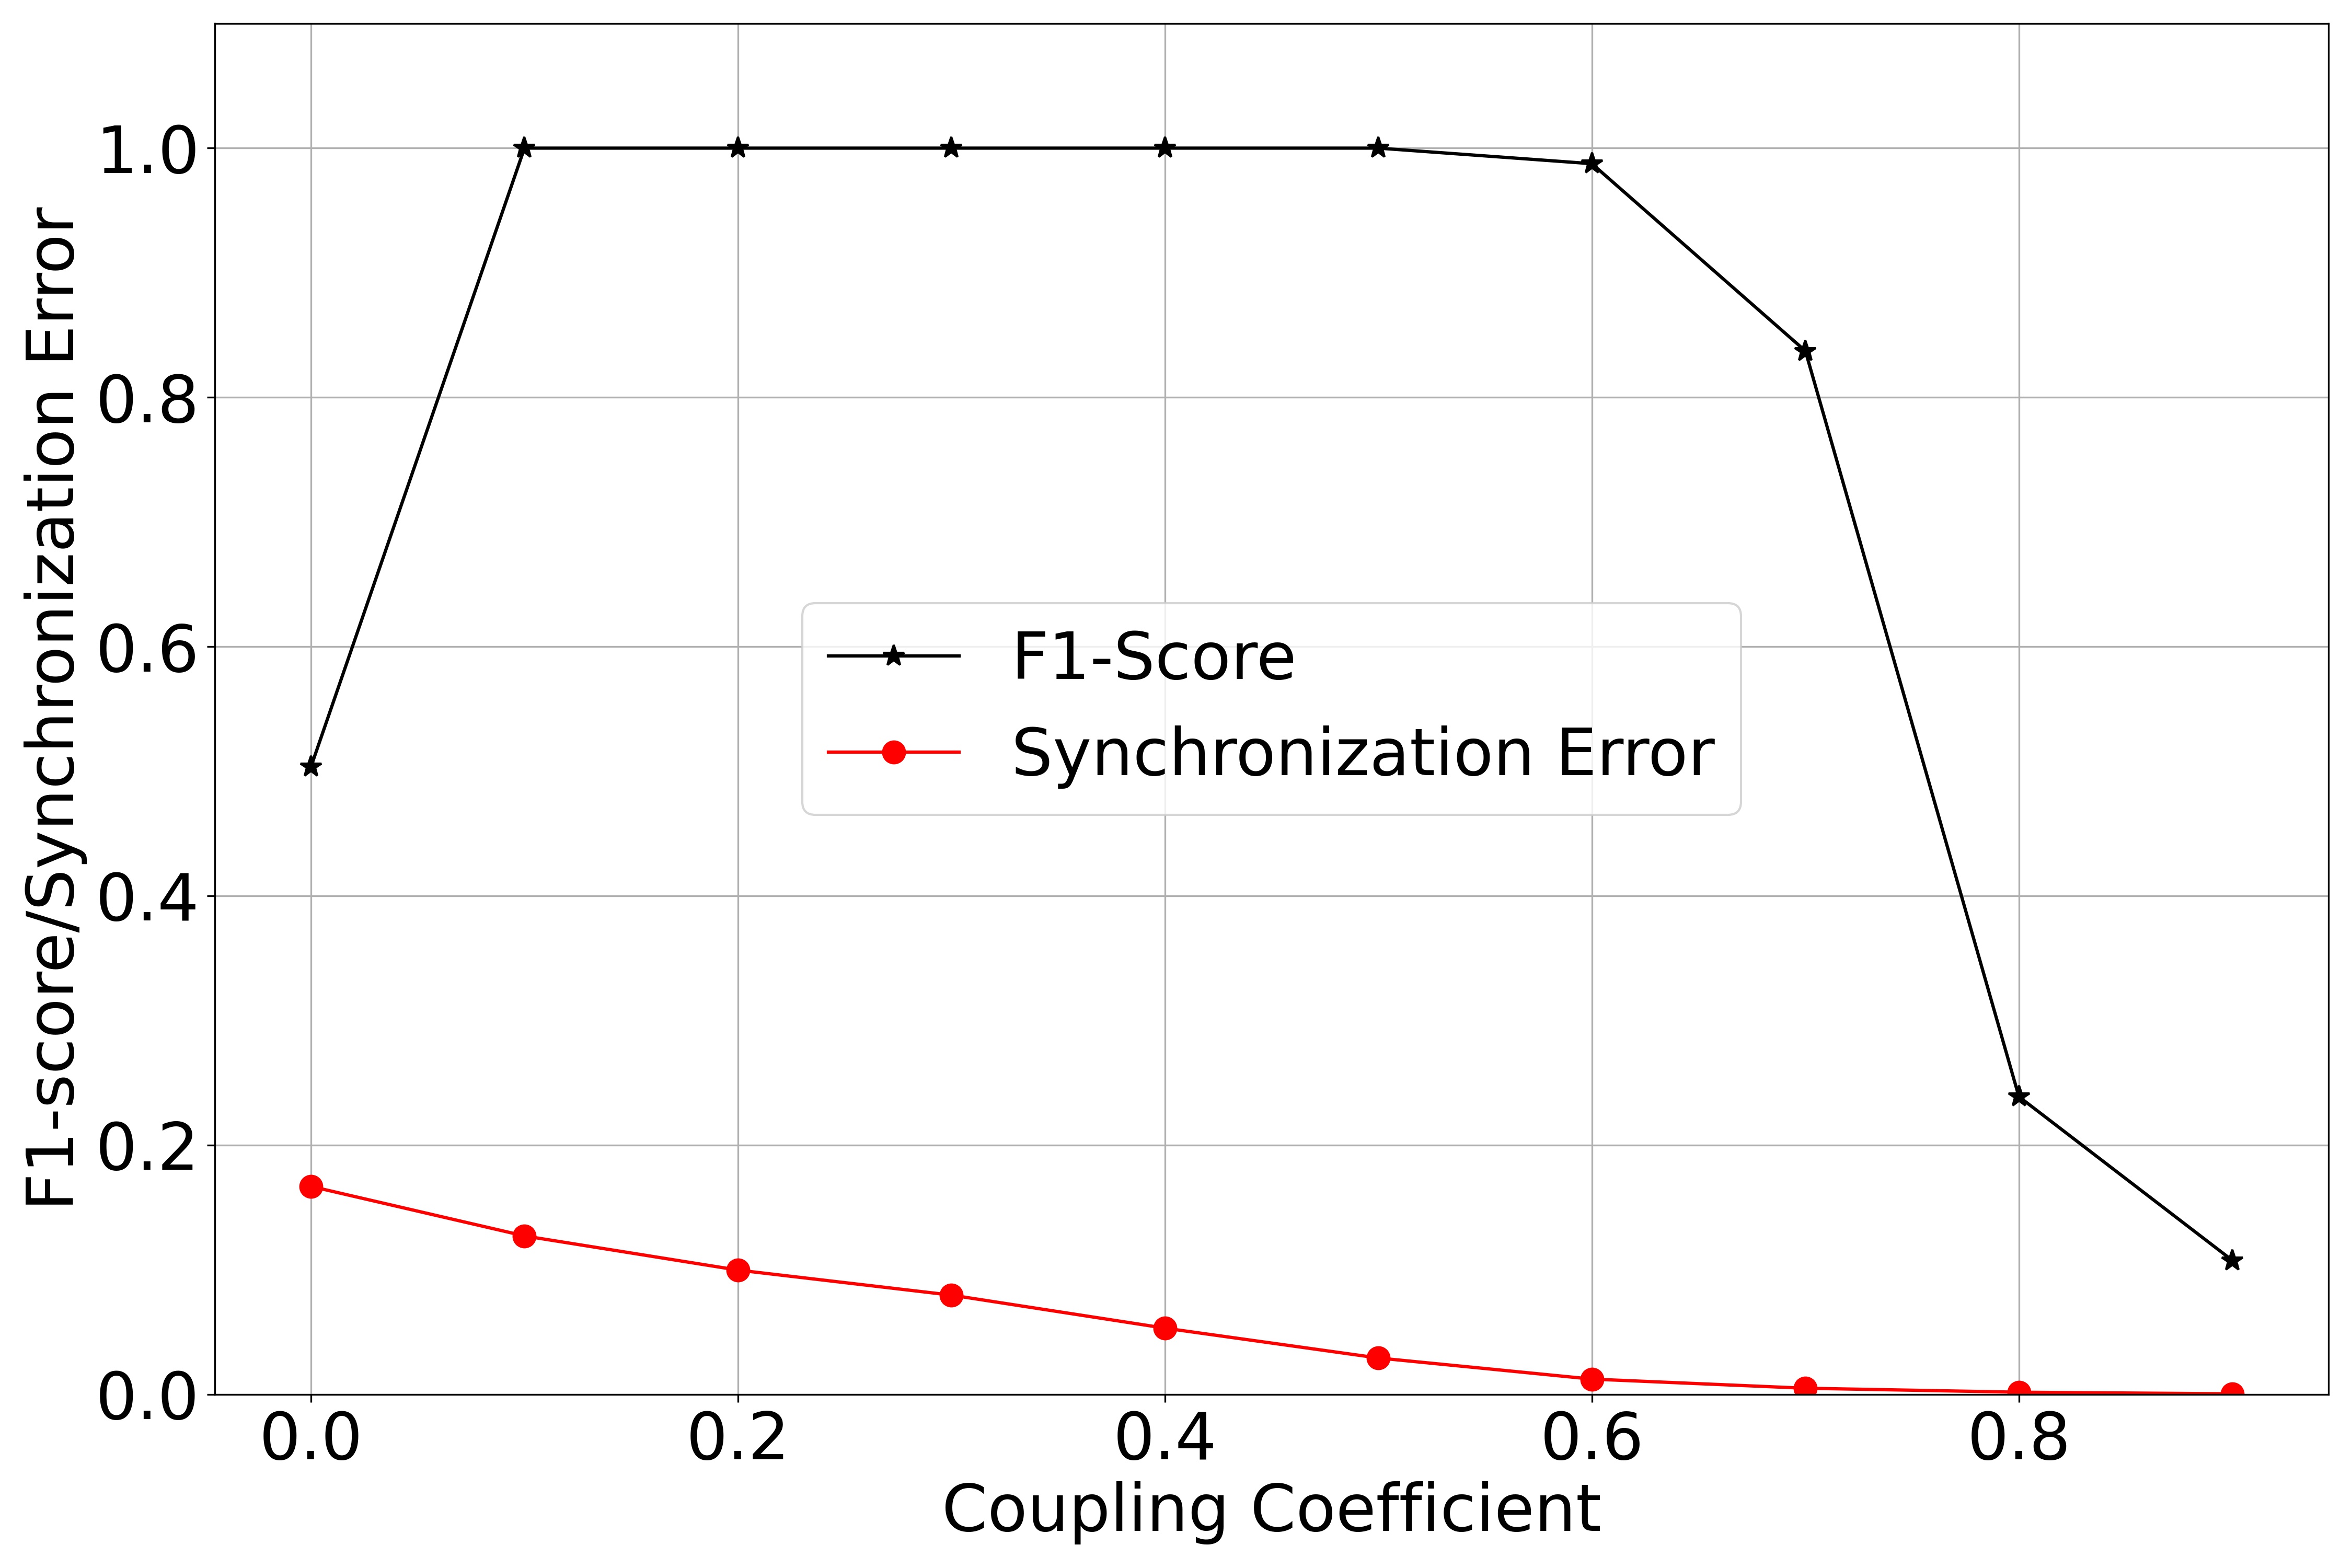 F1-score/Synchronization Error
1.0
0.8
0.6
0.4
0.2
0.0
F1-Score
Synchronization Error
0.0 0.2 0.4 0.6 0.8
Coupling Coefficient